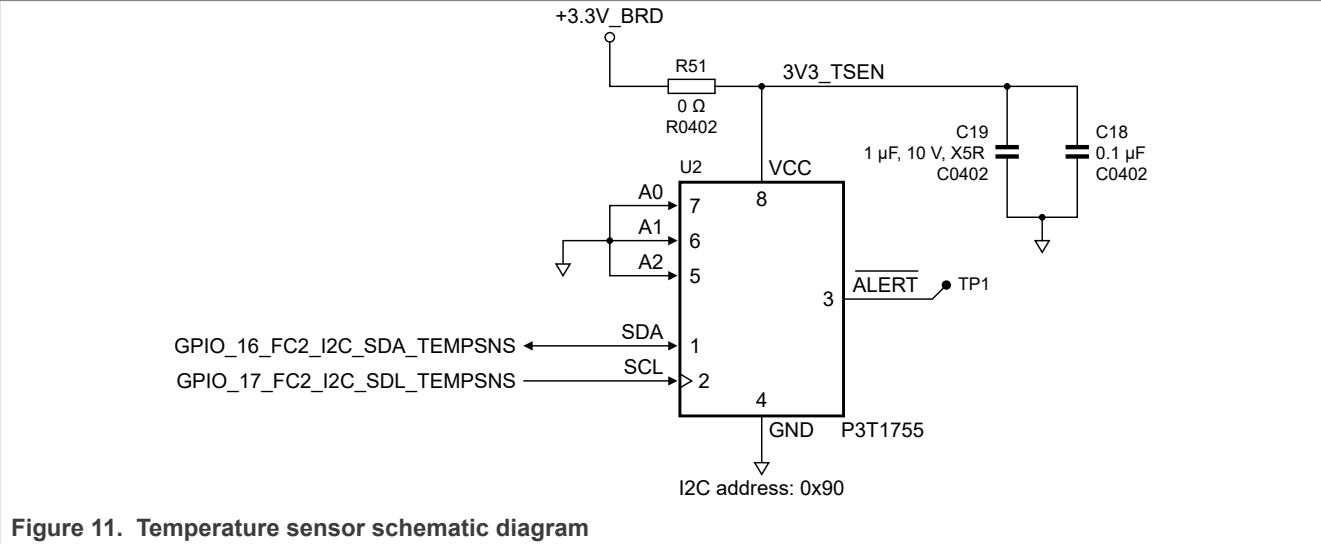 +3.3V_BRD
R51
0 Ω
R0402
3V3_TSEN
C19
1 µF, 10 V, X5R
C0402
C18
0.1 µF
C0402
U2
VCC
8
A0
7
A1
6
A2
5
ALERT
3
TP1
GPIO_16_FC2_I2C_SDA_TEMPSNS
SDA
1
GPIO_17_FC2_I2C_SDL_TEMPSNS
SCL
2
4
GND
P3T1755
I2C address: 0x90
Figure 11. Temperature sensor schematic diagram